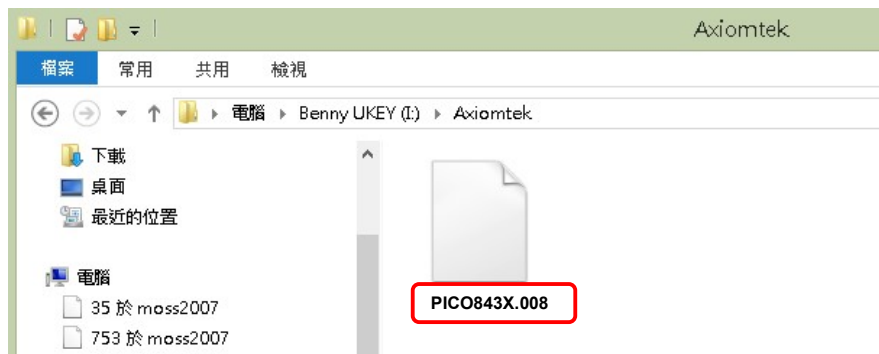 Axiomtek
檔案 常用 共用 檢視
電腦 Benny UKEY (I:) Axiomtek
下載
桌面
最近的位置
電腦
35 於 moss2007
753 於 moss2007
PICO843X.008